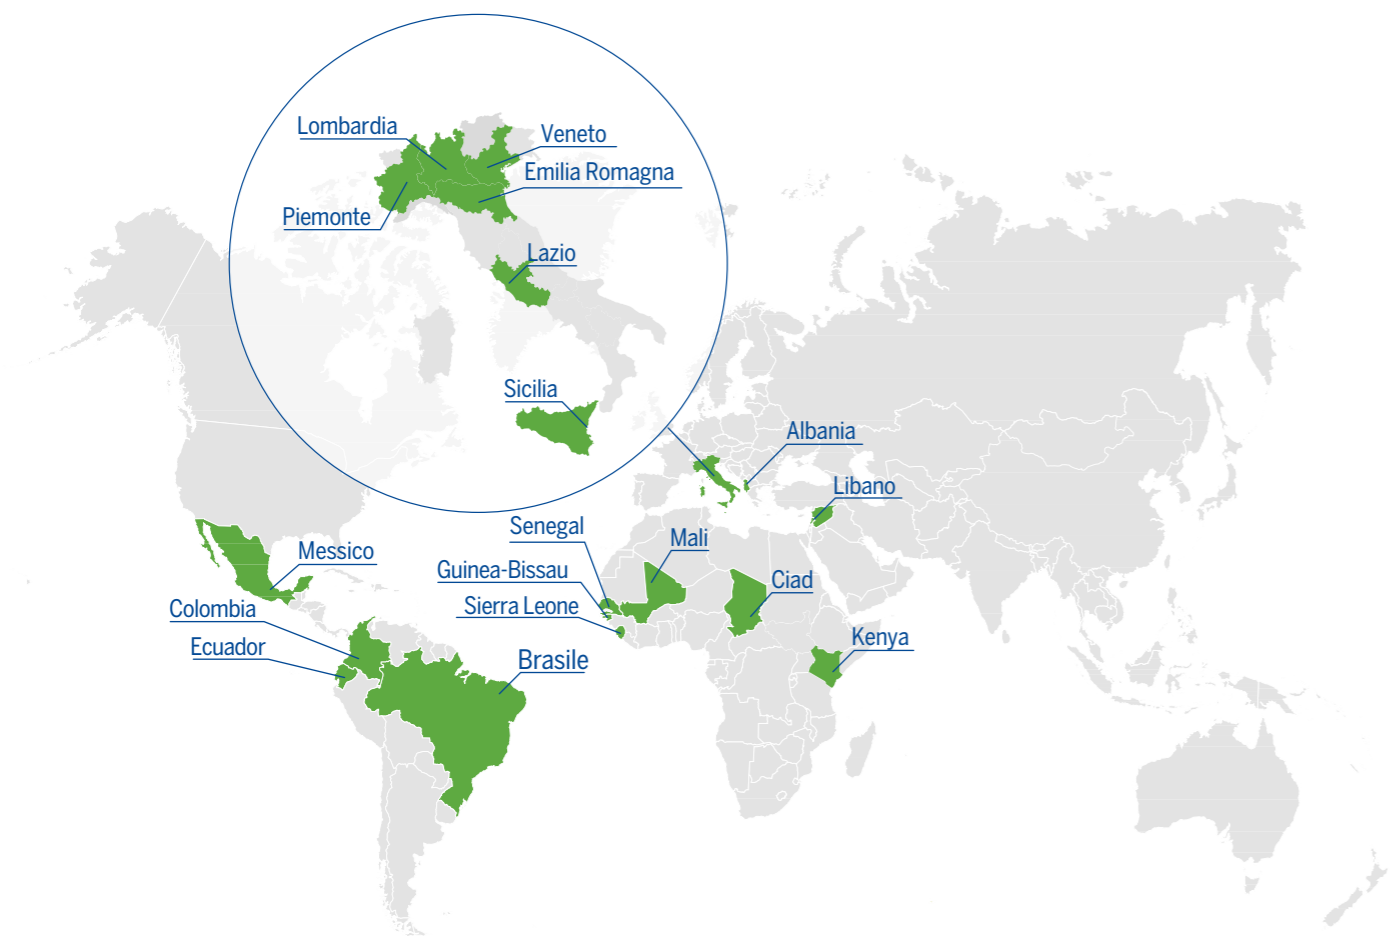 Lombardia
Veneto
Emilia Romagna
Piemonte
Lazio
Sicilia
Albania
Libano
Senegal
Mali
Messico
Guinea-Bissau
Ciad
Colombia
Sierra Leone
Kenya
Ecuador
Brasile